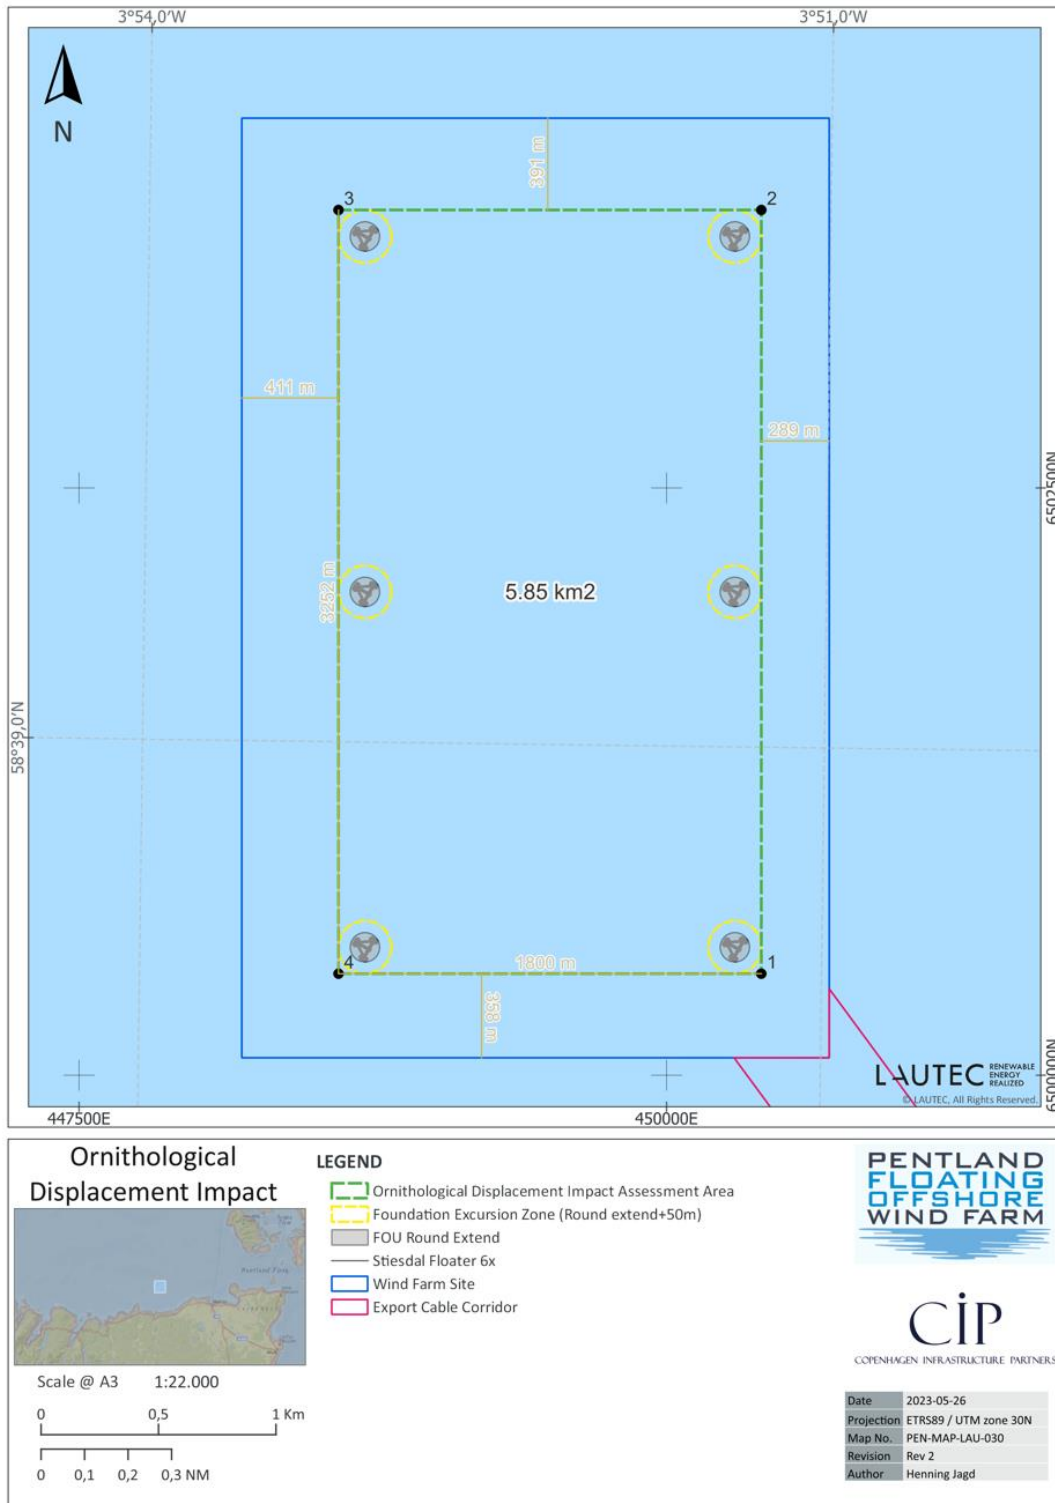 3°54,0'W
3°51,0'W
N
391 m
3
2
411 m
289 m
6502500N
3252 m
5.85 km2
58°39,0'N
4
1800 m
1
358 m
LAUTEC RENEWABLE ENERGY REALIZED
© LAUTEC, All Rights Reserved.
6500000N
447500E
450000E
Ornithological
Displacement Impact
Scale @ A3 1:22.000
0 0,5 1 Km
0 0,1 0,2 0,3 NM
LEGEND
Ornithological Displacement Impact Assessment Area
Foundation Excursion Zone (Round extend+50m)
FOU Round Extend
Stiesdal Floater 6x
Wind Farm Site
Export Cable Corridor
PENTLAND
FLOATING
OFFSHORE
WIND FARM
CIP
COPENHAGEN INFRASTRUCTURE PARTNERS
Date 2023-05-26
Projection ETRS89 / UTM zone 30N
Map No. PEN-MAP-LAU-030
Revision Rev 2
Author Henning Jagd